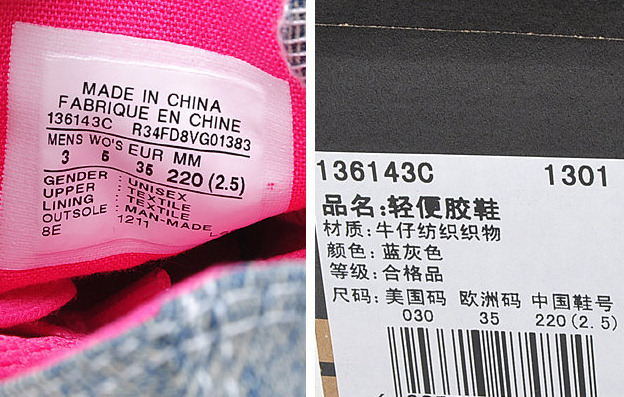 MADE IN CHINA
FABRIQUE EN CHINE
136143C R34FD8VG01383
MENS WO'S EUR MM
3 5 35 220 (2.5)
GENDER : UNISEX
UPPER : TEXTILE
LINING : TEXTILE
OUTSOLE : MAN-MADE
8E 1211
136143C 1301
品名:轻便胶鞋
材质:牛仔纺织织物
颜色:蓝灰色
等级:合格品
尺码:美国码 欧洲码 中国鞋号
030 35 220(2.5)